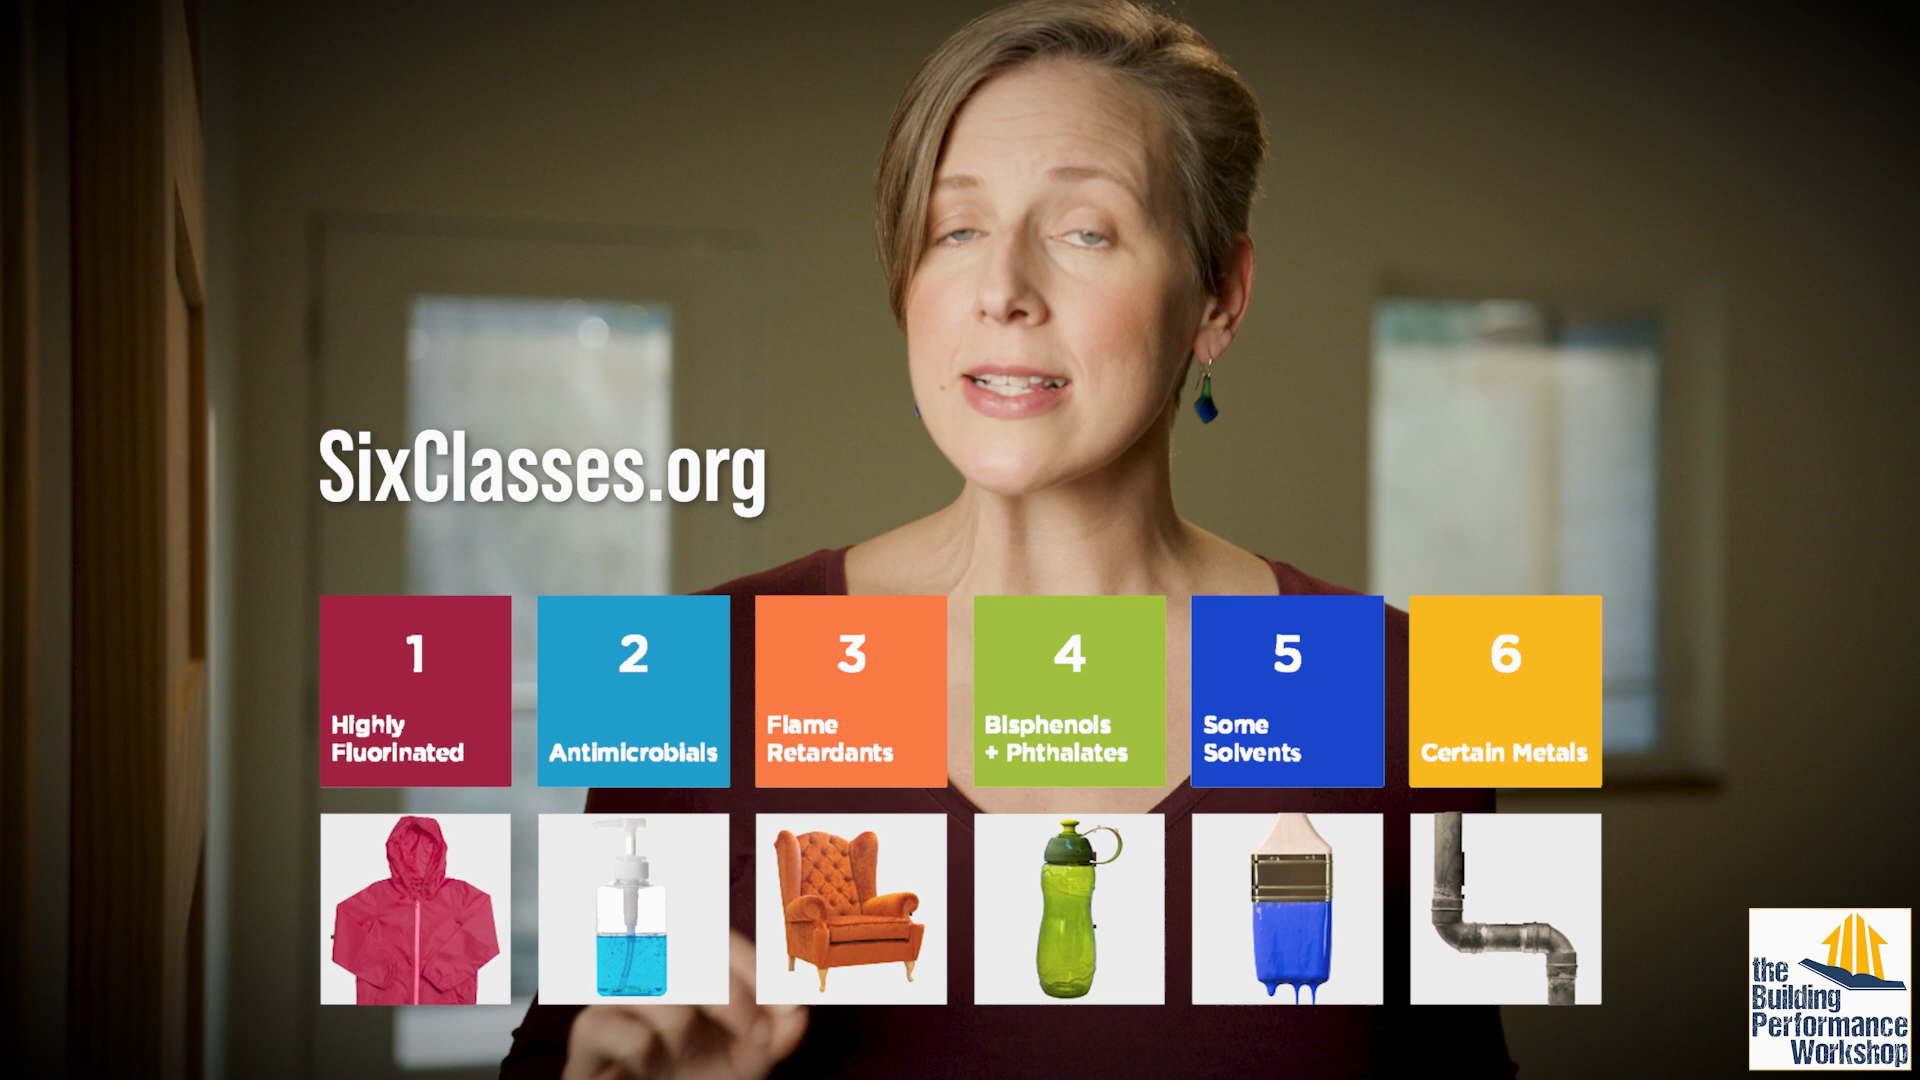 SixClasses.org
1
Highly
Fluorinated
2
Antimicrobials
3
Flame
Retardants
4
Bisphenols
+ Phthalates
5
Some
Solvents
6
Certain Metals
the
Building
Performance
Workshop